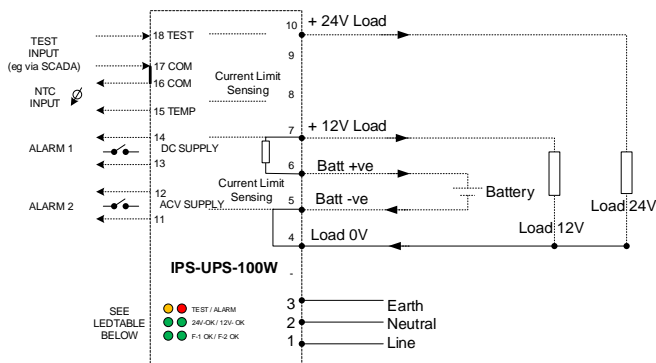 TEST
INPUT
(eg via SCADA)
NTC
INPUT
ALARM 1
ALARM 2
SEE
LEDTABLE
BELOW
18 TEST
17 COM
16 COM
15 TEMP
14
DC SUPPLY
13
12
ACV SUPPLY
11
Current Limit
Sensing
Current Limit
Sensing
IPS-UPS-100W
TEST / ALARM
24V-OK / 12V- OK
F-1 OK / F-2 OK
10
9
8
7
6
5
4
-
3
2
1
+ 24V Load
+ 12V Load
Batt +ve
Battery
Batt -ve
Load 0V
Load 12V
Load 24V
Earth
Neutral
Line